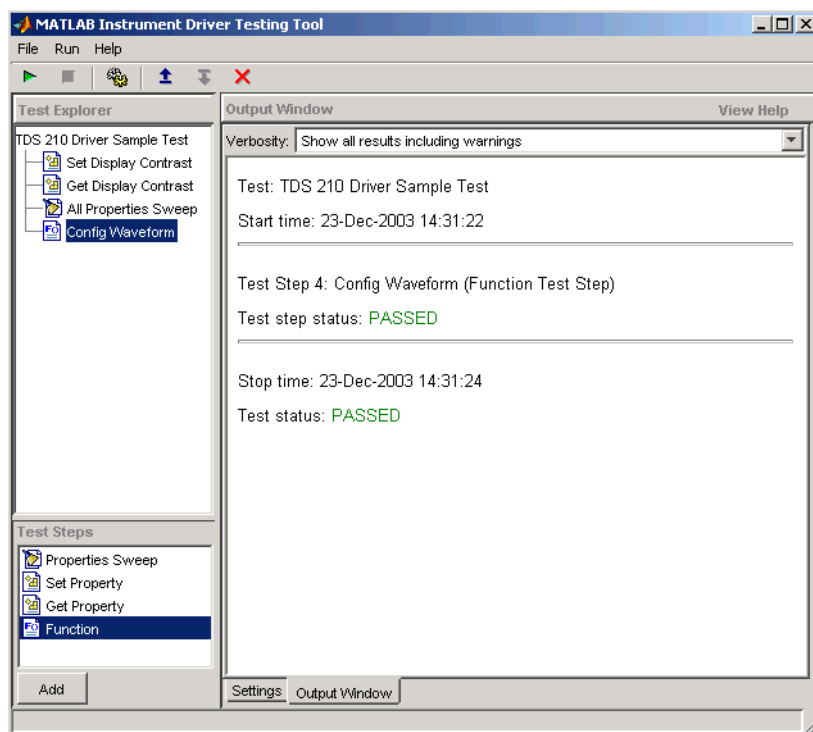 MATLAB Instrument Driver Testing Tool
File Run Help
Test Explorer
TDS 210 Driver Sample Test
Set Display Contrast
Get Display Contrast
All Properties Sweep
Config Waveform
Test Steps
Properties Sweep
Set Property
Get Property
Function
Add
Output Window View Help
Verbosity: Show all results including warnings
Test: TDS 210 Driver Sample Test
Start time: 23-Dec-2003 14:31:22
Test Step 4: Config Waveform (Function Test Step)
Test step status: PASSED
Stop time: 23-Dec-2003 14:31:24
Test status: PASSED
Settings Output Window